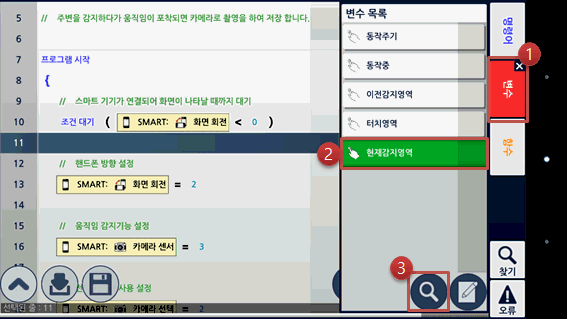 5 // 주변을 감지하다가 움직임이 포착되면 카메라로 촬영을 하여 저장 합니다.
6
7 프로그램 시작
8 {
9 // 스마트 기기가 연결되어 화면이 나타날 때까지 대기
10 조건 대기 ( SMART: 화면 회전 < 0 )
11
12 // 핸드폰 방향 설정
13 SMART: 화면 회전 = 2
14
15 // 움직임 감지기능 설정
16 SMART: 카메라 센서 = 3
사용 설정
SMART: 카메라 선택 = 2
선택된 줄 : 11
변수 목록
동작주기
동작중
이전감지영역
터치영역
2 현재감지영역
3
명령어
1
변수
함수
찾기
오류